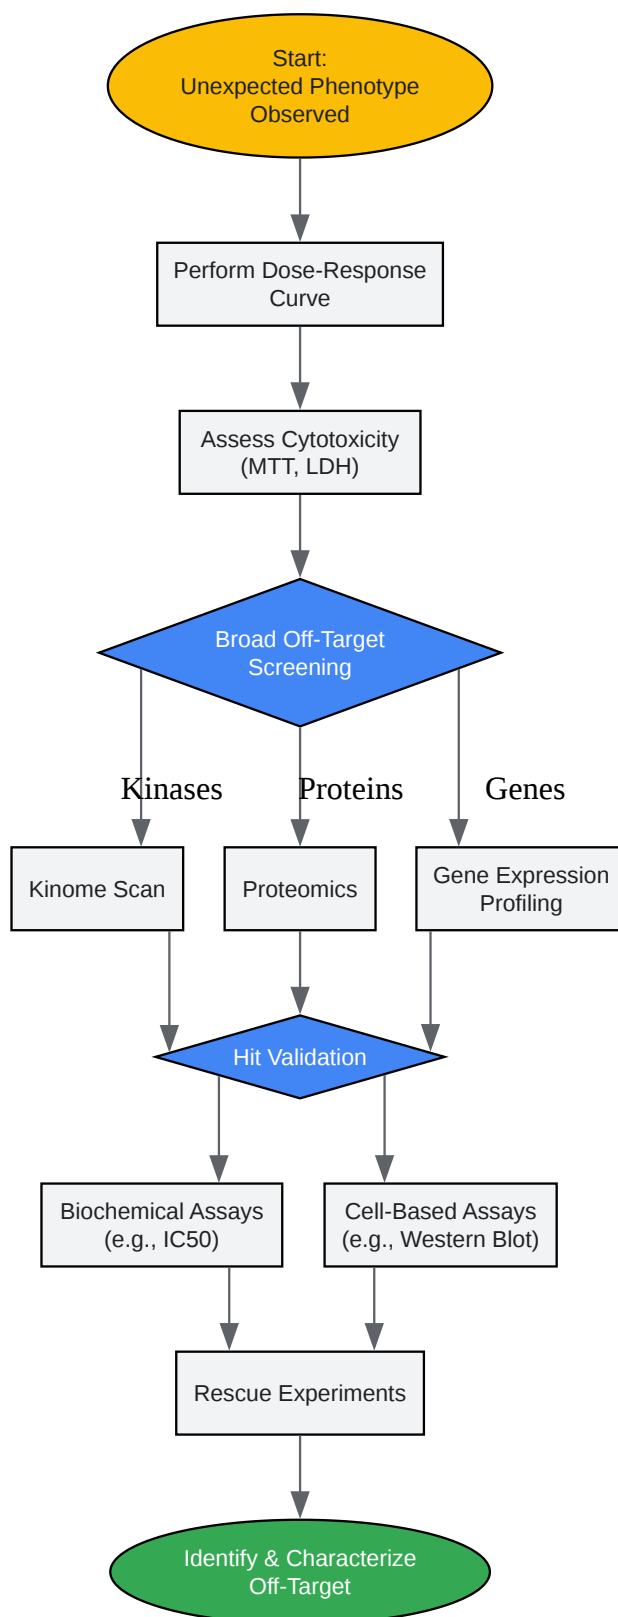 Start:
Unexpected Phenotype
Observed
Perform Dose-Response
Curve
Assess Cytotoxicity
(MTT, LDH)
Broad Off-Target
Screening
Kinases
Proteins
Genes
Kinome Scan
Proteomics
Gene Expression
Profiling
Hit Validation
Biochemical Assays
(e.g., IC50)
Cell-Based Assays
(e.g., Western Blot)
Rescue Experiments
Identify & Characterize
Off-Target